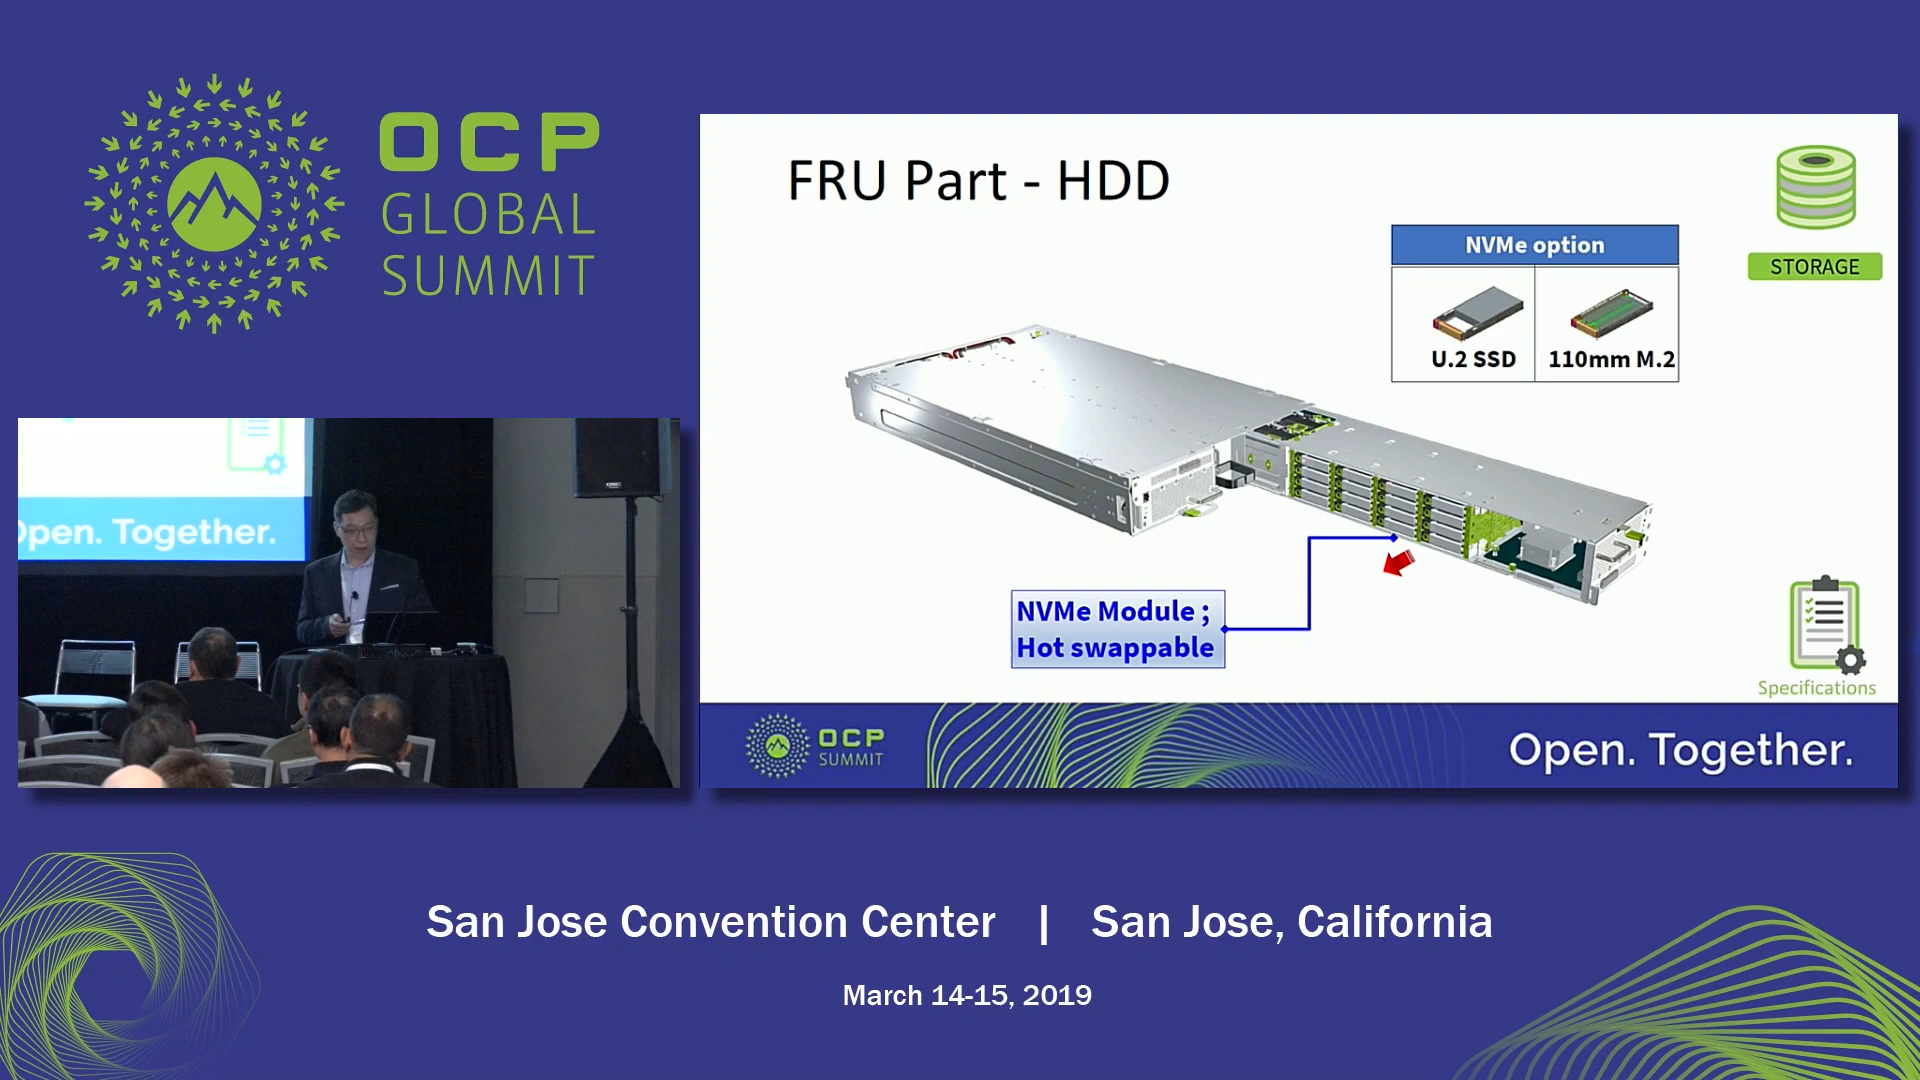 OCP
GLOBAL
SUMMIT
FRU Part - HDD
NVMe option
U.2 SSD
110mm M.2
STORAGE
NVMe Module ;
Hot swappable
Specifications
OCP
SUMMIT
Open. Together.
Open. Together.
San Jose Convention Center | San Jose, California
March 14-15, 2019